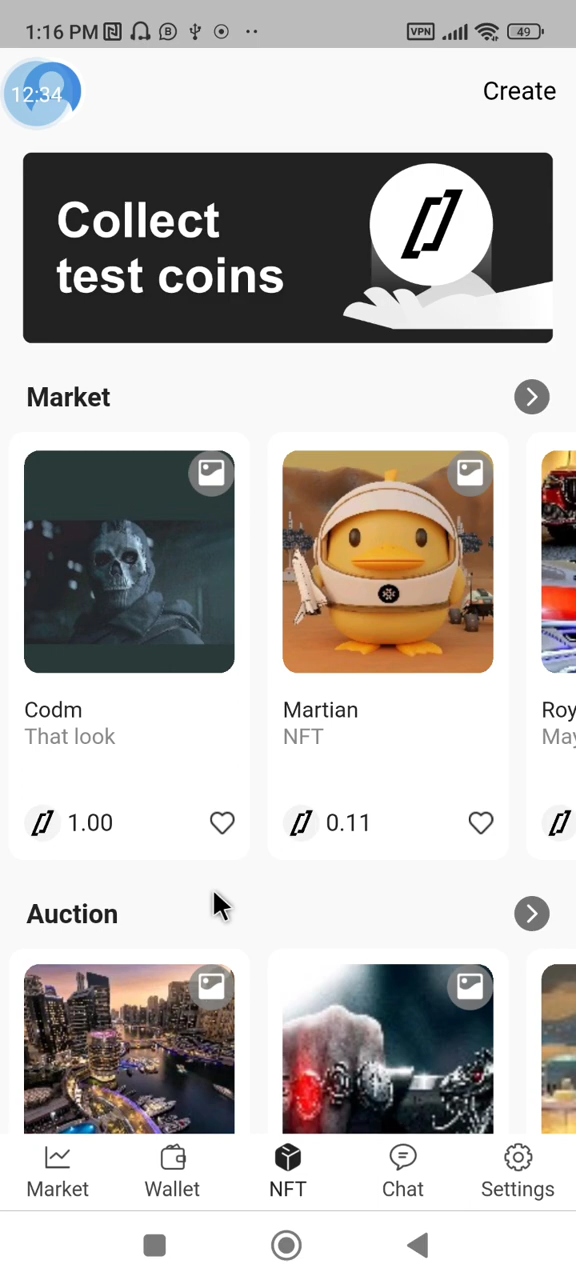 1:16 PM
VPN
49
12:34
Create
Collect
test coins
Market
Codm
That look
1.00
Martian
NFT
0.11
Roy
May
Auction
Market
Wallet
NFT
Chat
Settings